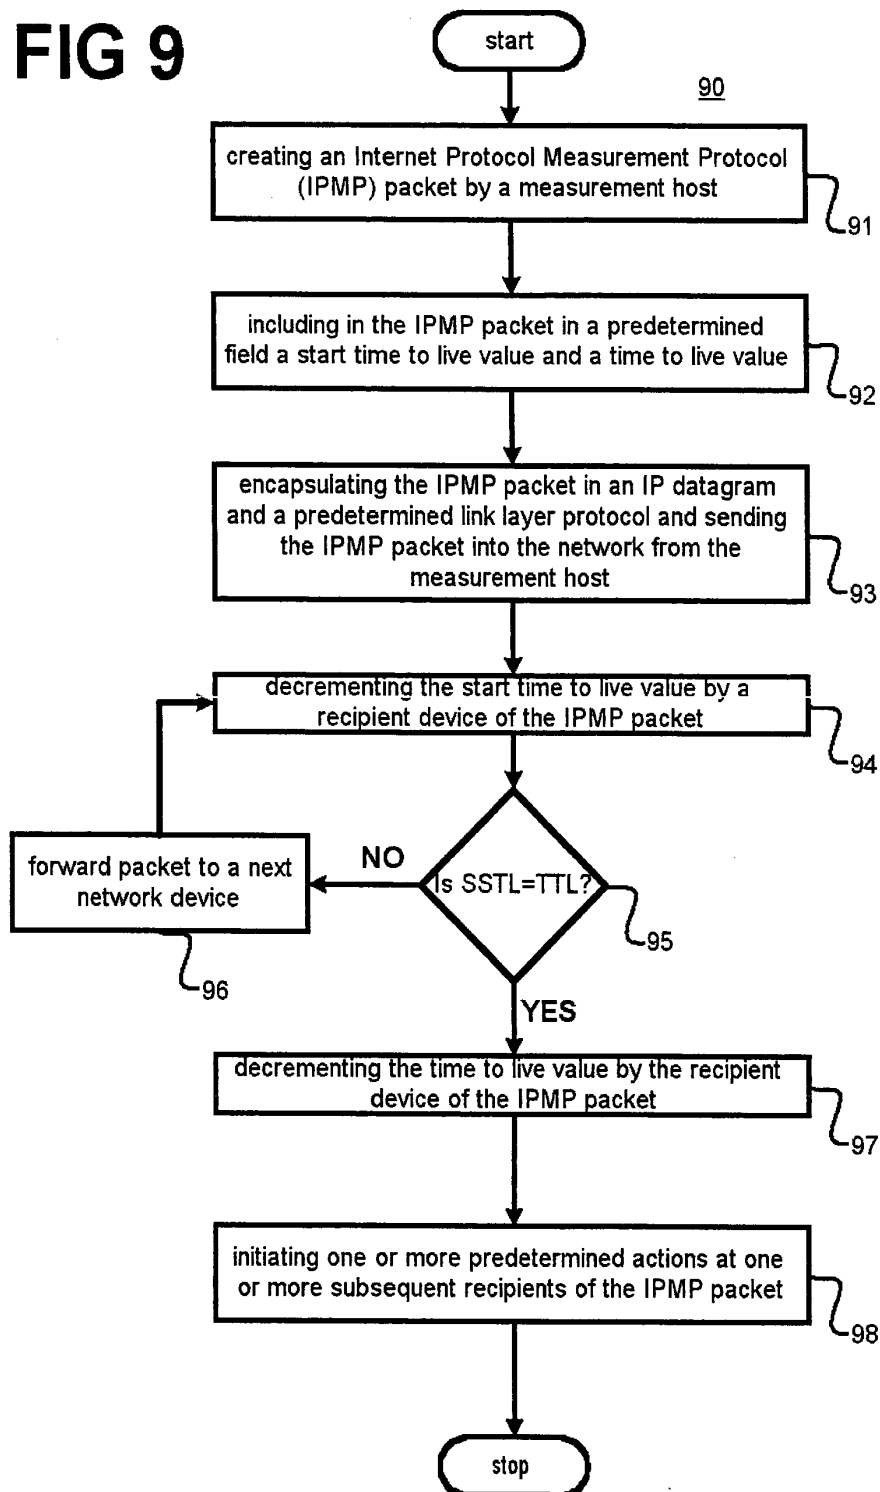 FIG 9
start
90
creating an Internet Protocol Measurement Protocol
(IPMP) packet by a measurement host
91
including in the IPMP packet in a predetermined
field a start time to live value and a time to live value
92
encapsulating the IPMP packet in an IP datagram
and a predetermined link layer protocol and sending
the IPMP packet into the network from the
measurement host
93
decrementing the start time to live value by a
recipient device of the IPMP packet
94
Is SSTL=TTL?
95
NO
forward packet to a next
network device
96
YES
decrementing the time to live value by the recipient
device of the IPMP packet
97
initiating one or more predetermined actions at one
or more subsequent recipients of the IPMP packet
98
stop